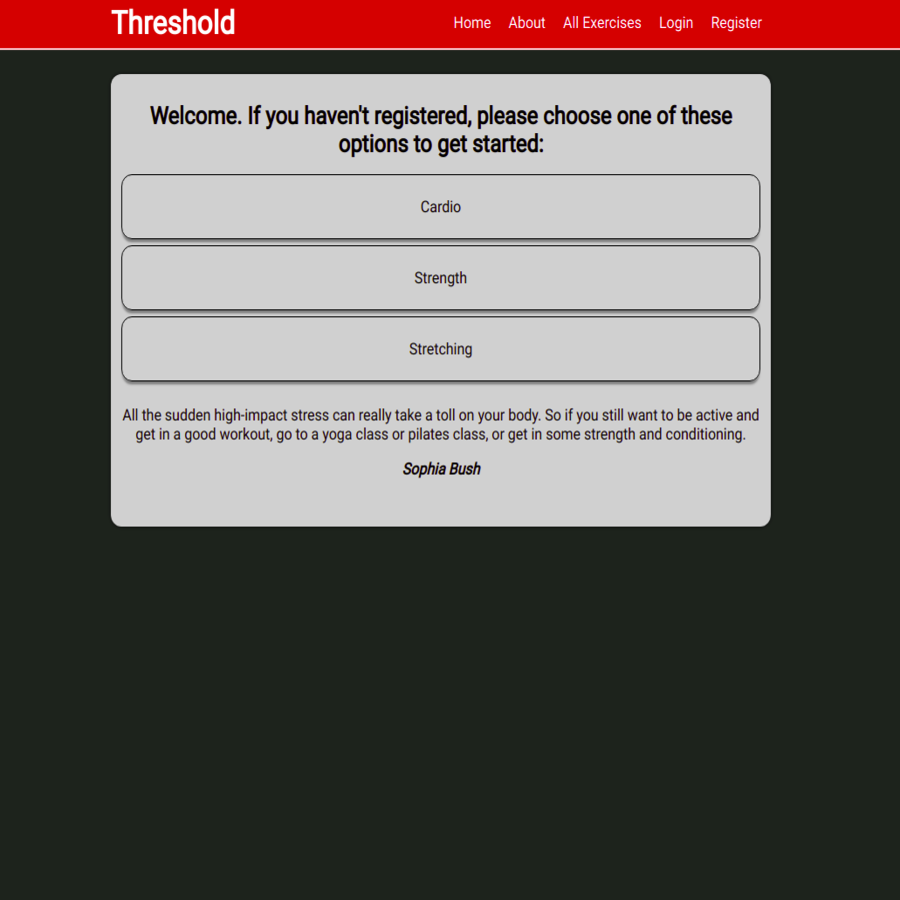 Threshold
Home About All Exercises Login Register
Welcome. If you haven't registered, please choose one of these
options to get started:
Cardio
Strength
Stretching
All the sudden high-impact stress can really take a toll on your body. So if you still want to be active and
get in a good workout, go to a yoga class or pilates class, or get in some strength and conditioning.
Sophia Bush